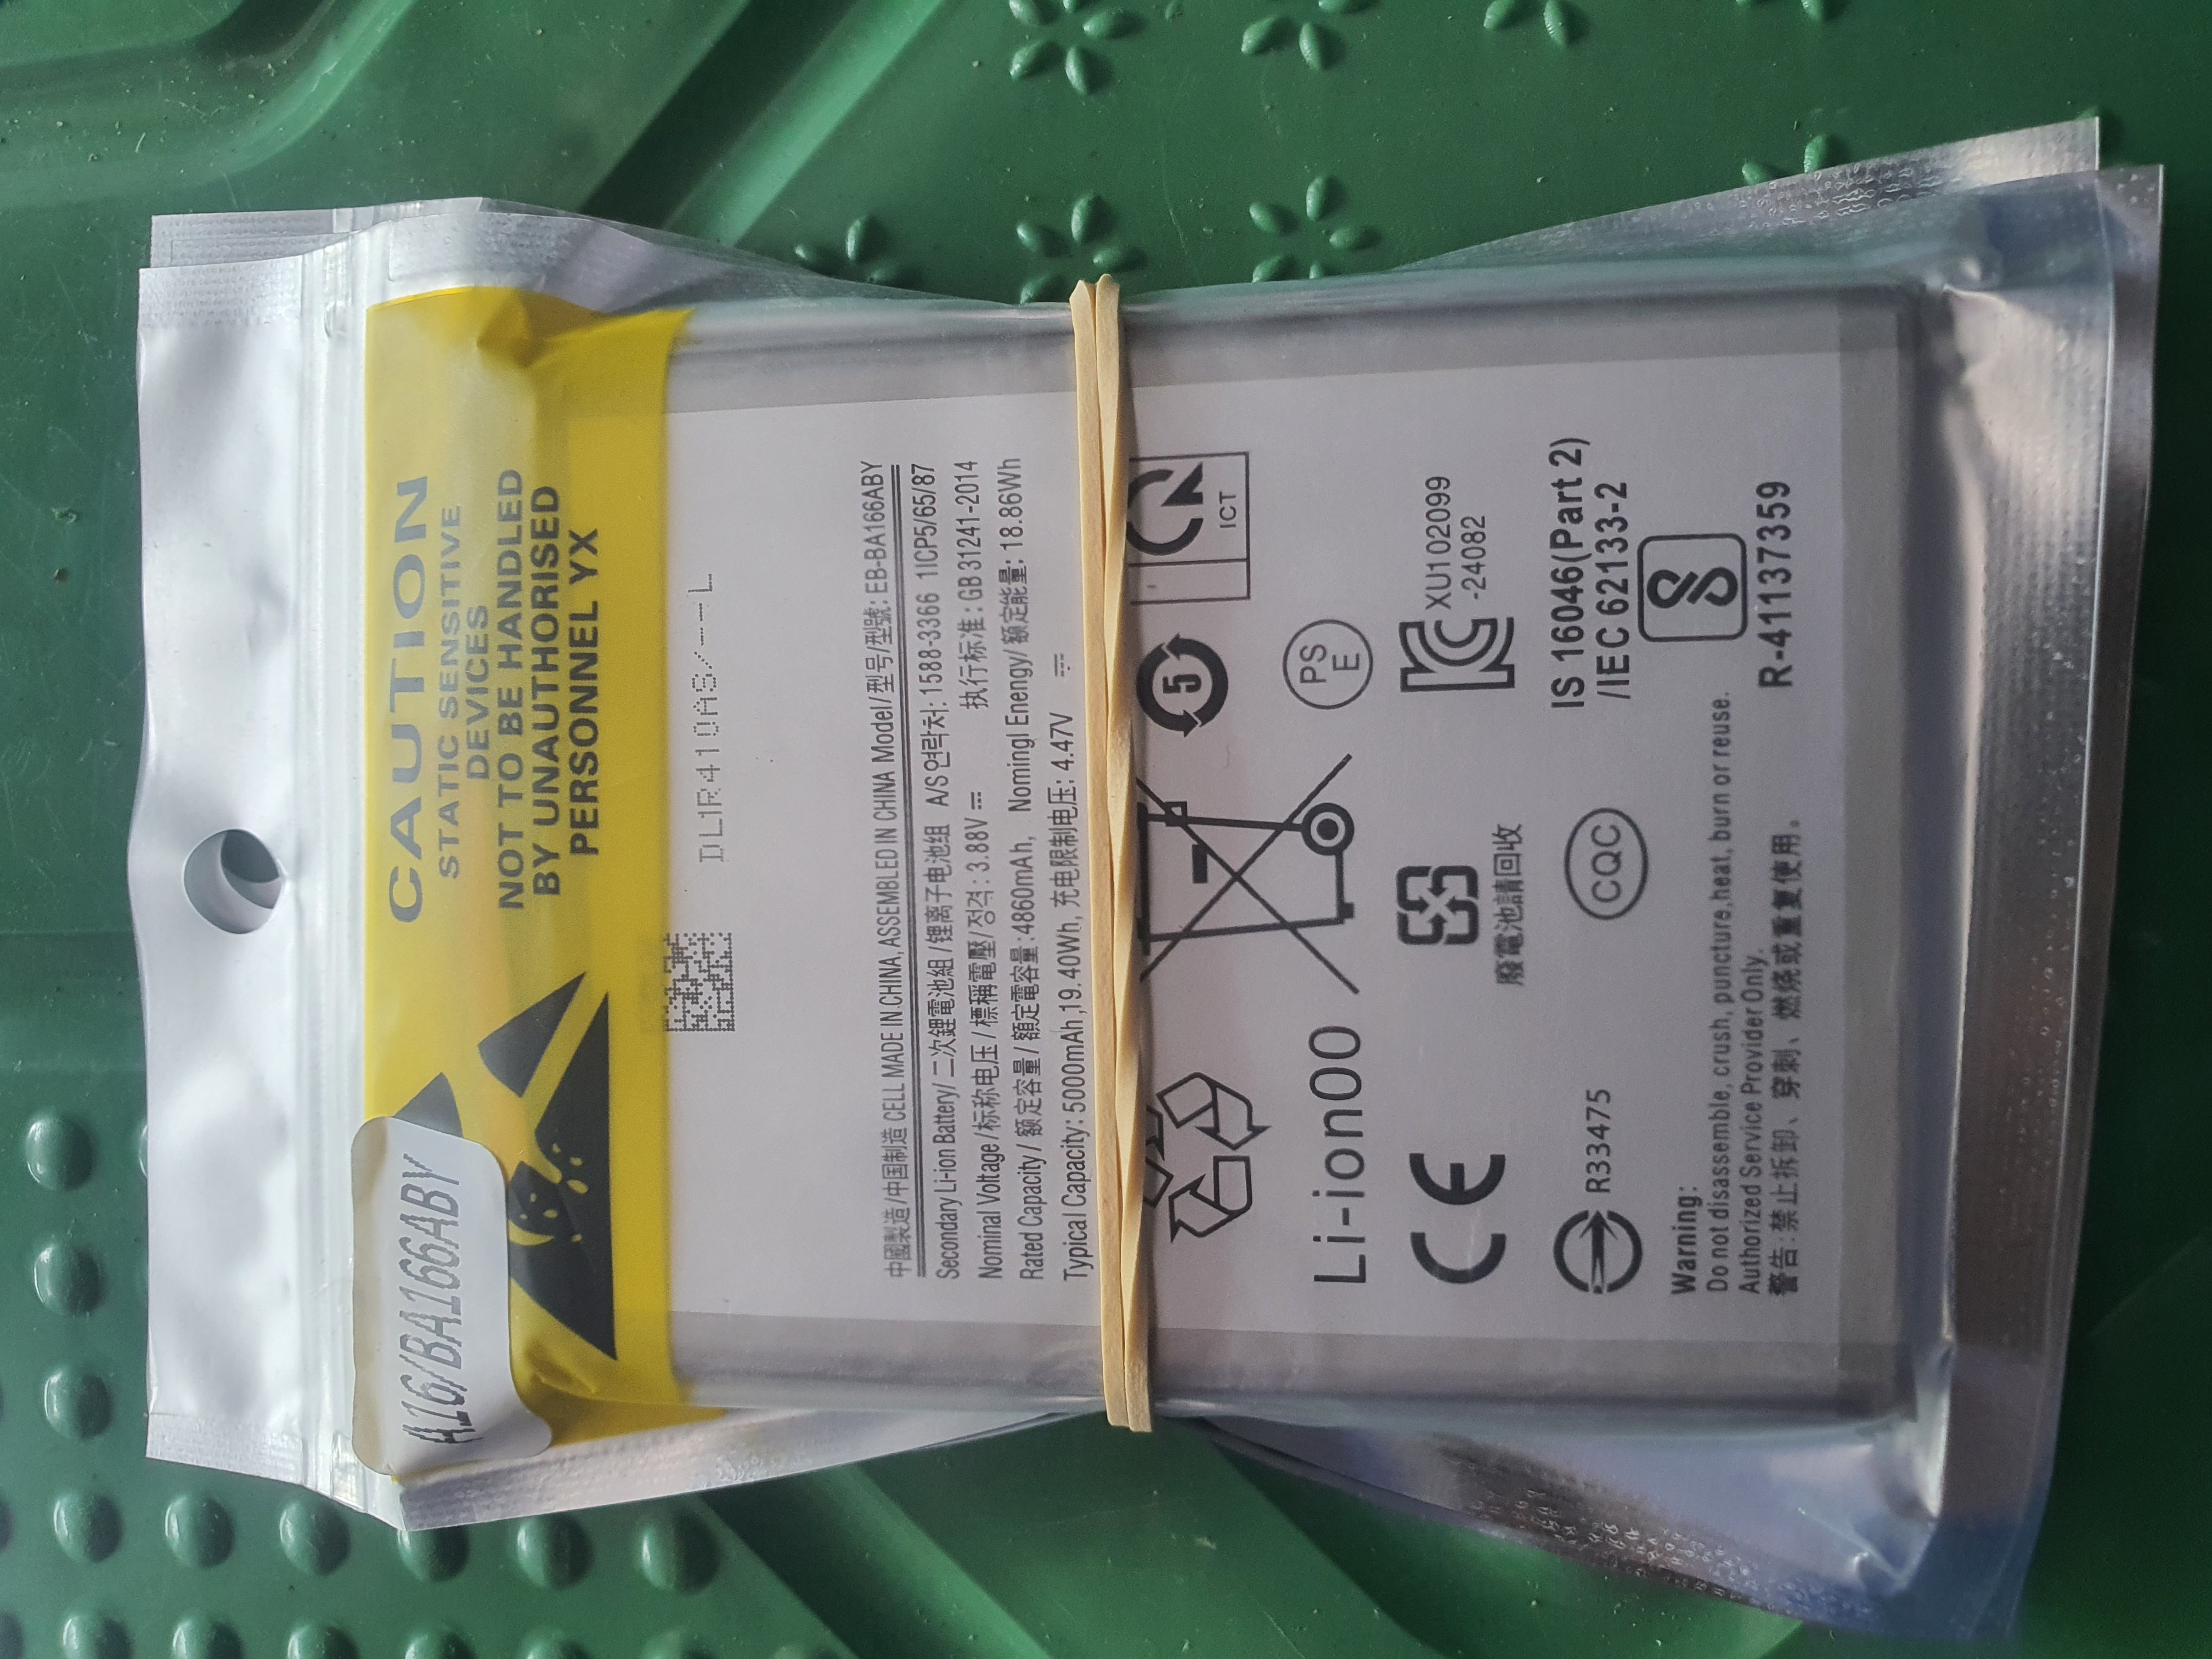 A16/BA166ABY
CAUTION
STATIC SENSITIVE
DEVICES
NOT TO BE HANDLED
BY UNAUTHORISED
PERSONNEL YX
DL1R410AS/--L
中國製造/中国制造 CELL MADE IN CHINA, ASSEMBLED IN CHINA Model/型号/型號: EB-BA166ABY
Secondary Li-ion Battery/ 二次鋰電池組 /锂离子电池组 A/S연락처: 1588-3366 1ICP5/65/87
Nominal Voltage /标称电压 / 標稱電壓 /정격 : 3.88V ⎓ 执行标准 : GB 31241-2014
Rated Capacity / 额定容量 / 額定電容量 :4860mAh, Nomingl Energy/ 额定能量: 18.86Wh
Typical Capacity: 5000mAh ,19.40Wh, 充电限制电压: 4.47V ⎓
5
ICT
Li-ion00
PS
E
CE
廢電池請回收
XU102099
-24082
R33475
CQC
IS 16046(Part 2)
/IEC 62133-2
R-41137359
Warning:
Do not disassemble, crush, puncture,heat, burn or reuse.
Authorized Service Provider Only.
警告:禁止拆卸、穿刺、燃烧或重复使用。